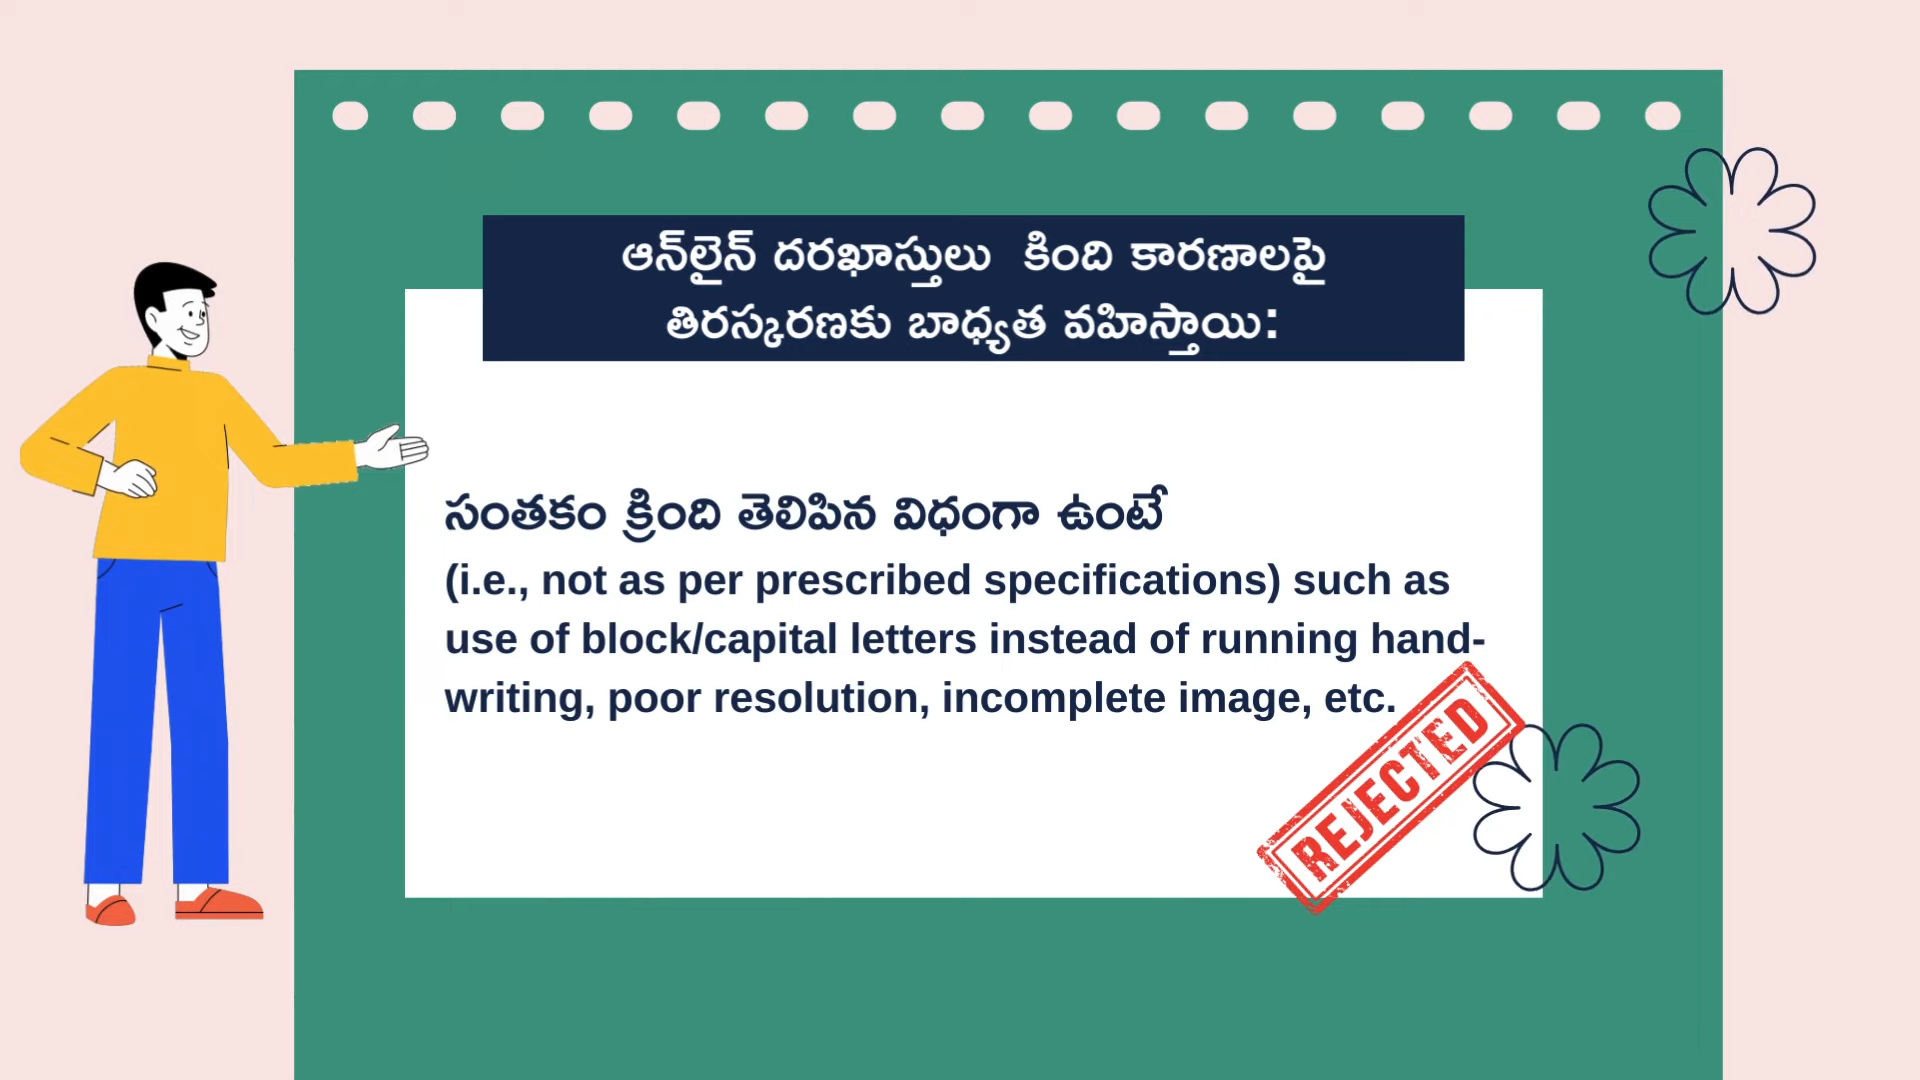 ఆన్‌లైన్ దరఖాస్తులు కింది కారణాలపై
తిరస్కరణకు బాధ్యత వహిస్తాయి:
సంతకం క్రింది తెలిపిన విధంగా ఉంటే
(i.e., not as per prescribed specifications) such as
use of block/capital letters instead of running hand-
writing, poor resolution, incomplete image, etc.
REJECTED